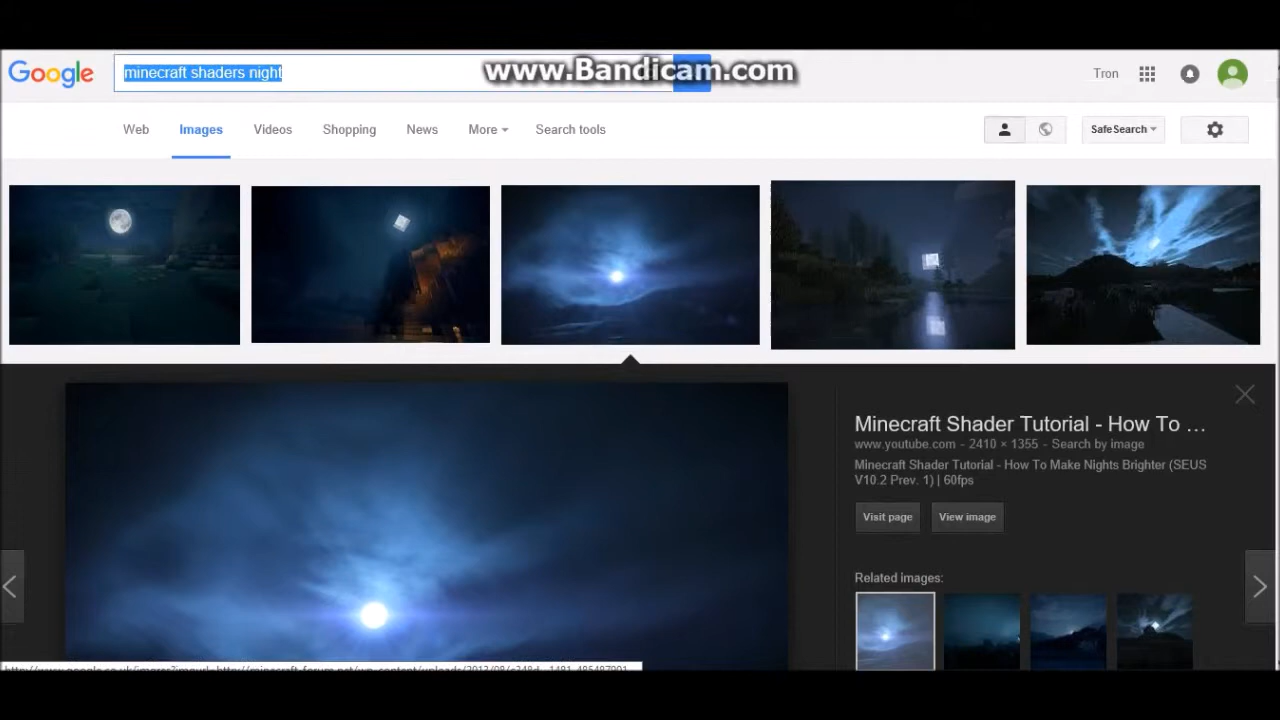 www.Bandicam.com
Google
minecraft shaders night
Tron
Web
Images
Videos
Shopping
News
More
Search tools
SafeSearch
Minecraft Shader Tutorial - How To ...
www.youtube.com - 2410 × 1355 - Search by image
Minecraft Shader Tutorial - How To Make Nights Brighter (SEUS
V10.2 Prev. 1) | 60fps
Visit page
View image
Related images: